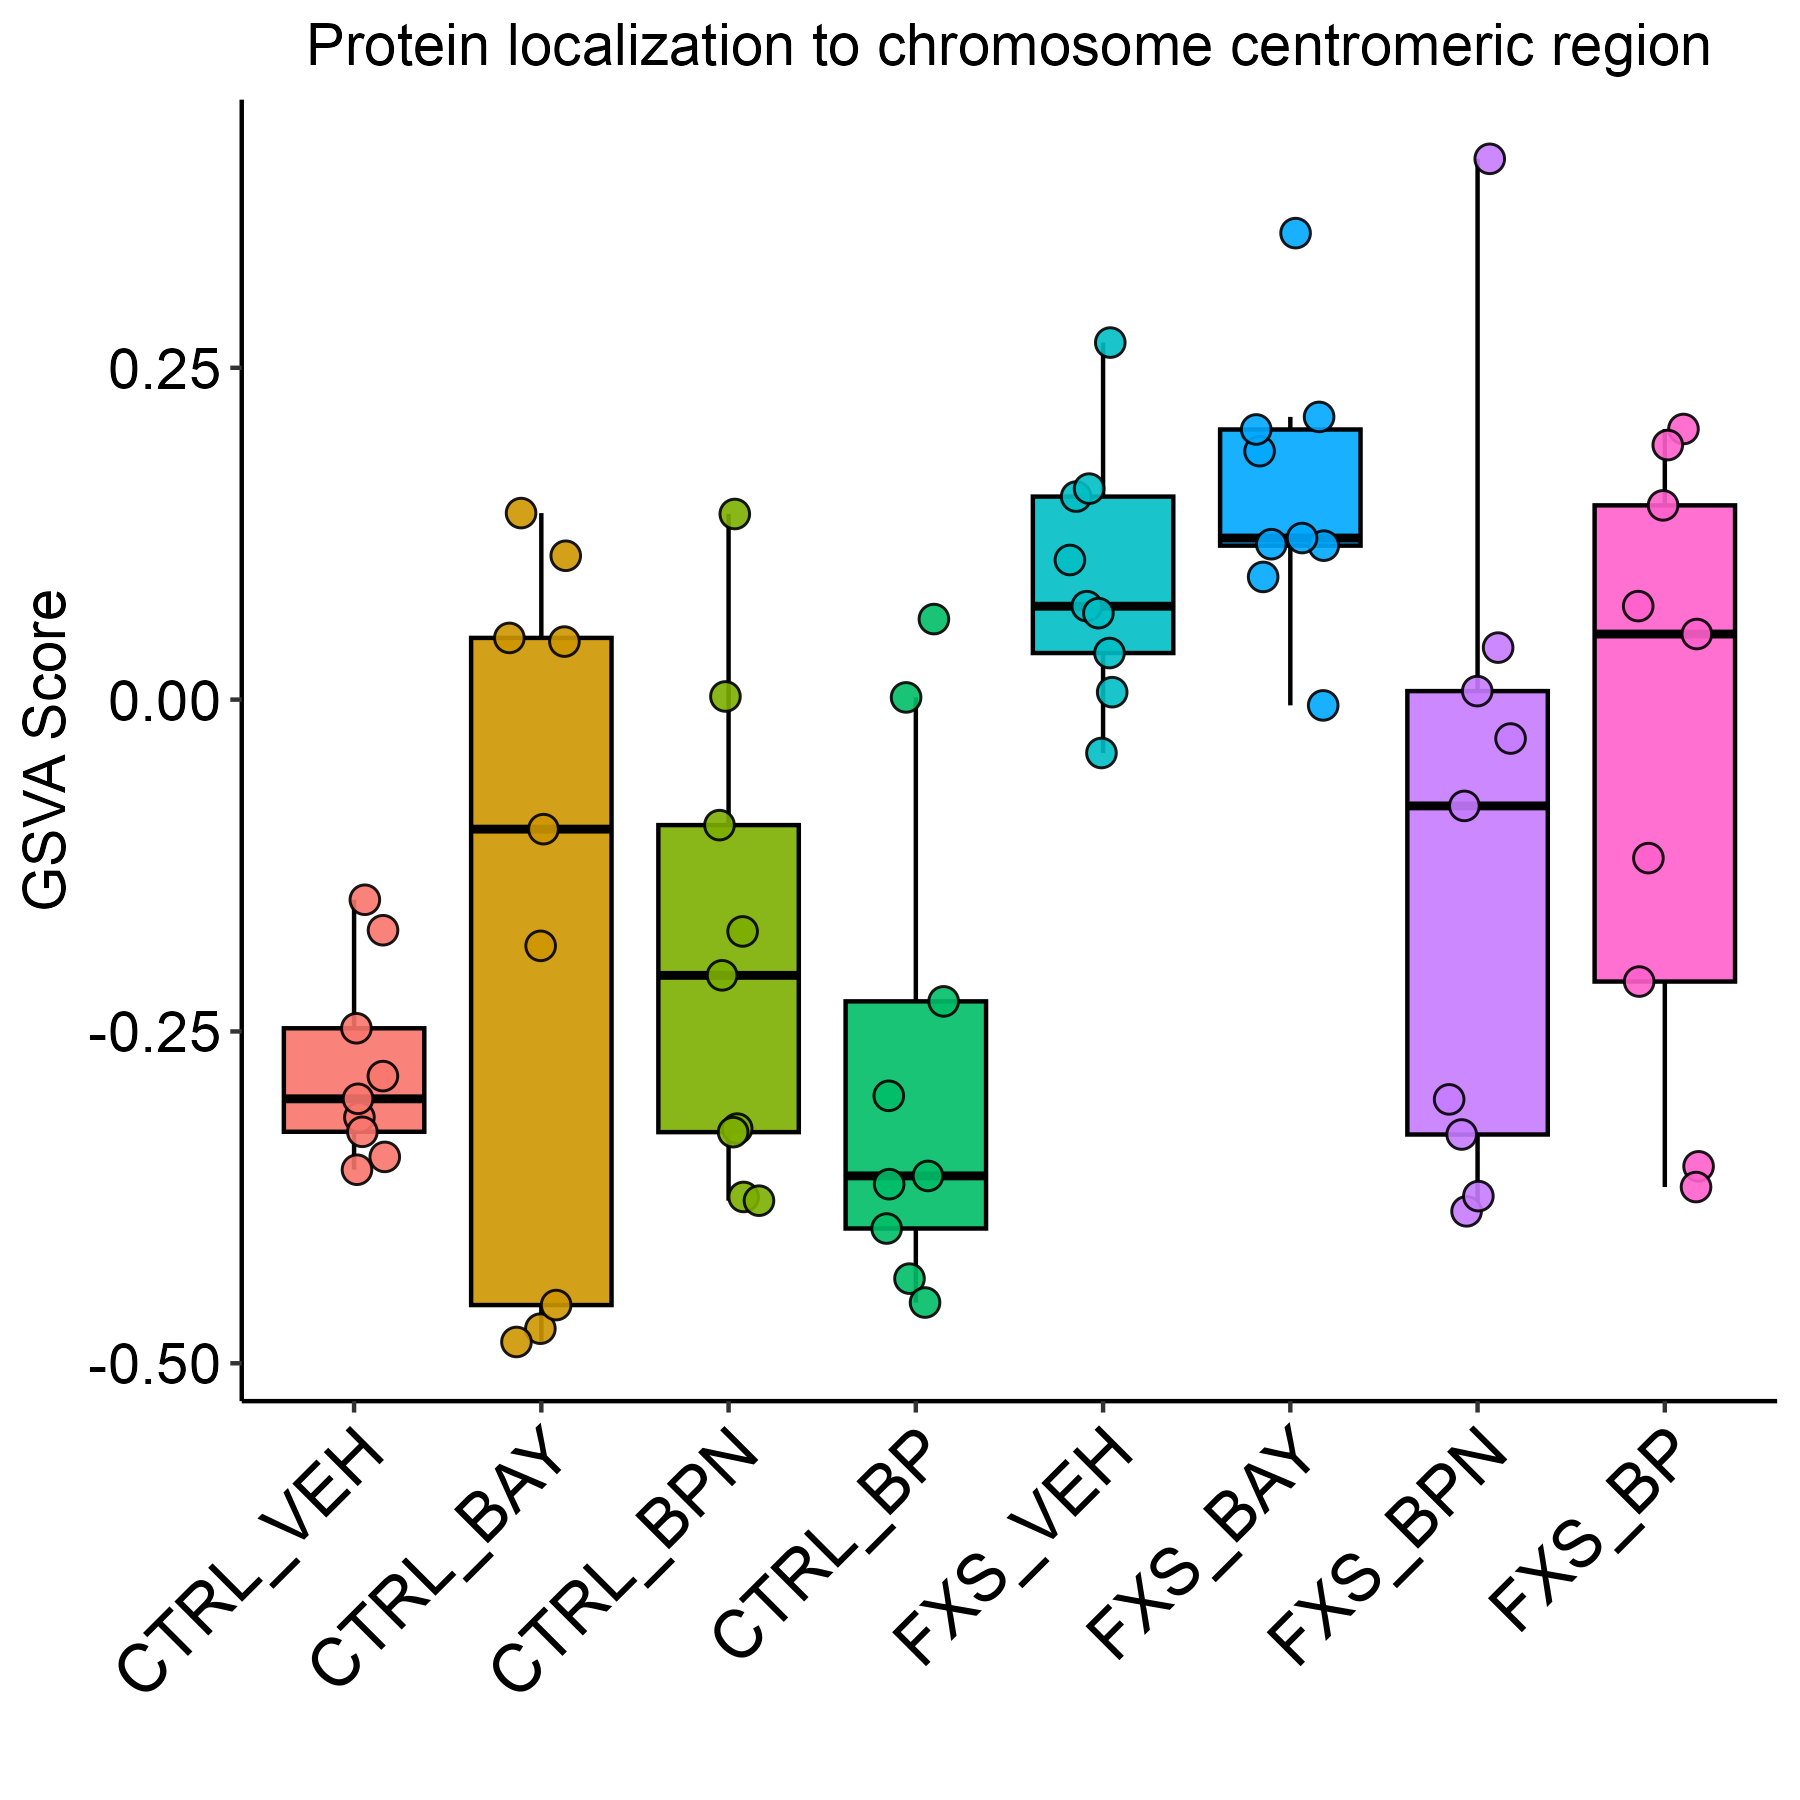 Protein localization to chromosome centromeric region
GSVA Score
0.25
0.00
-0.25
-0.50
CTRL_VEH
CTRL_BAY
CTRL_BPN
CTRL_BP
FXS_VEH
FXS_BAY
FXS_BPN
FXS_BP